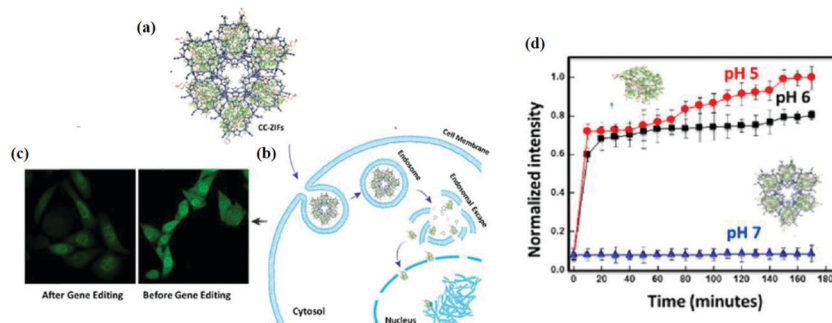 (a)
CC-ZIFs
(c)
After Gene Editing
Before Gene Editing
(b)
Cell Membrane
Endosome
Endosomal
Escape
Cytosol
Nucleus
(d)
Normalized intensity
1.0
0.8
0.6
0.4
0.2
0.0
pH 5
pH 6
pH 7
0 20 40 60 80 100 120 140 160 180
Time (minutes)